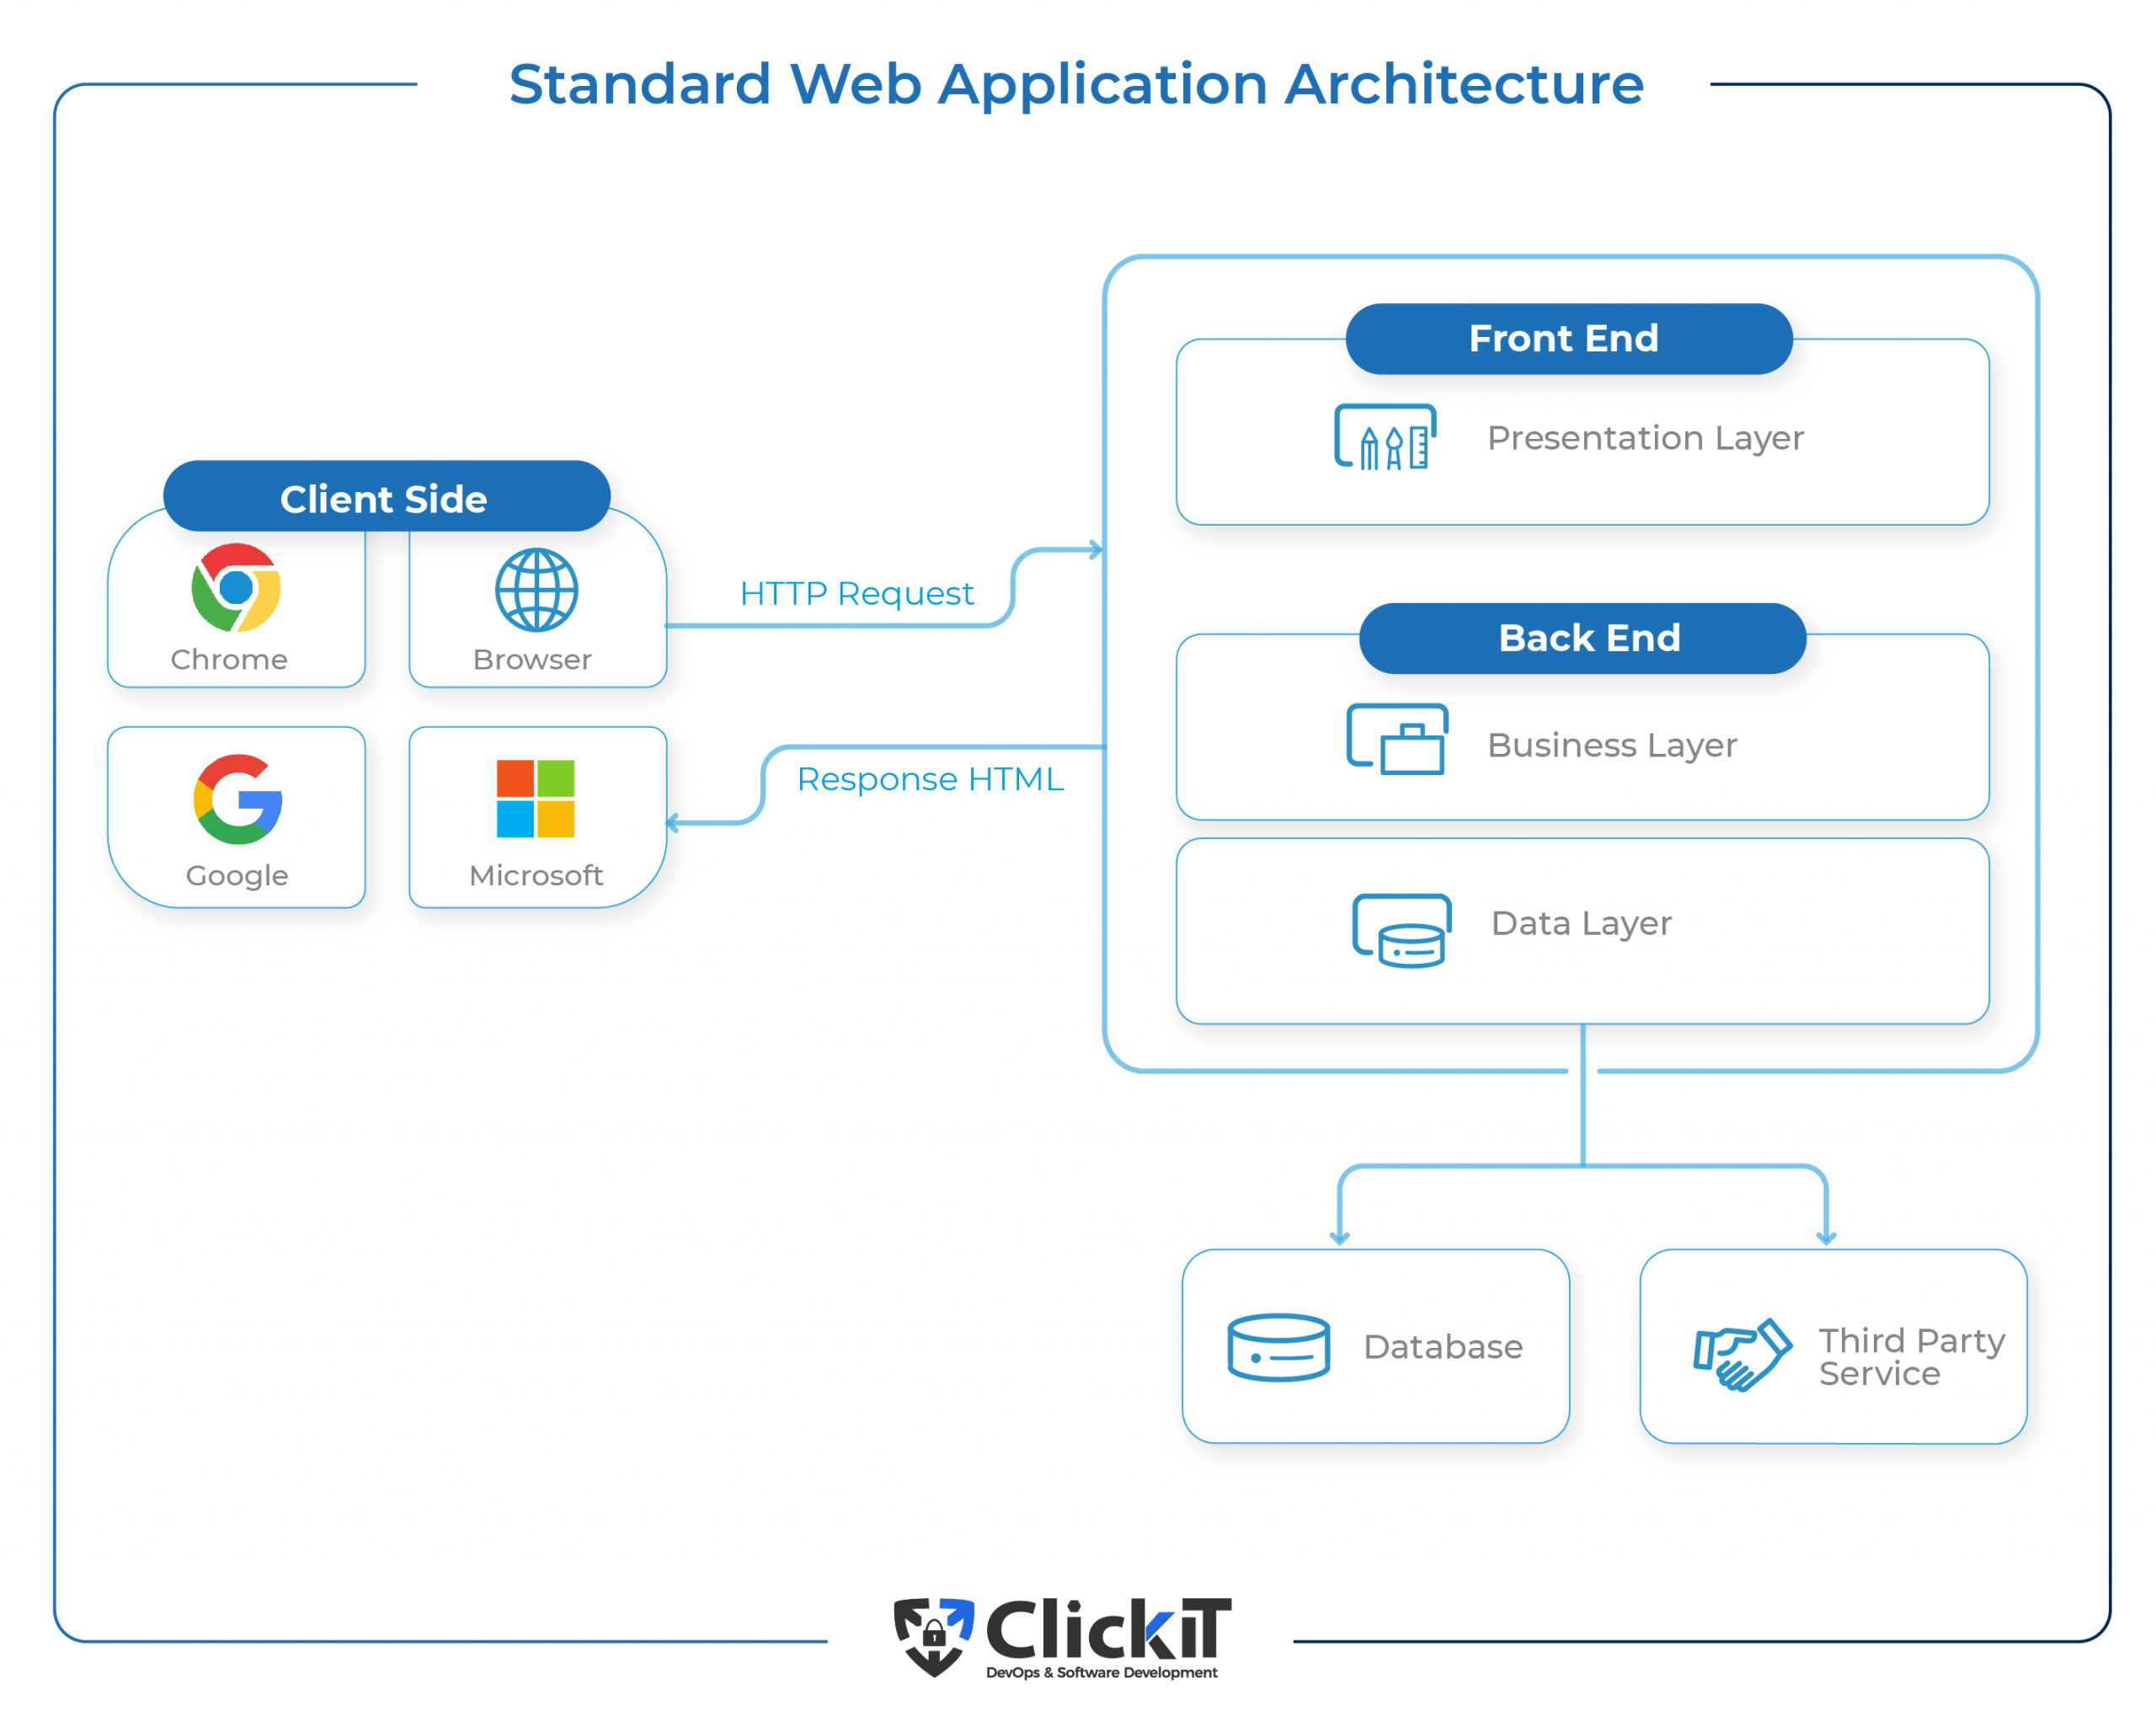 Standard Web Application Architecture
Client Side
Chrome
Browser
Google
Microsoft
HTTP Request
Response HTML
Front End
Presentation Layer
Back End
Business Layer
Data Layer
Database
Third Party
Service
ClickiT
DevOps & Software Development